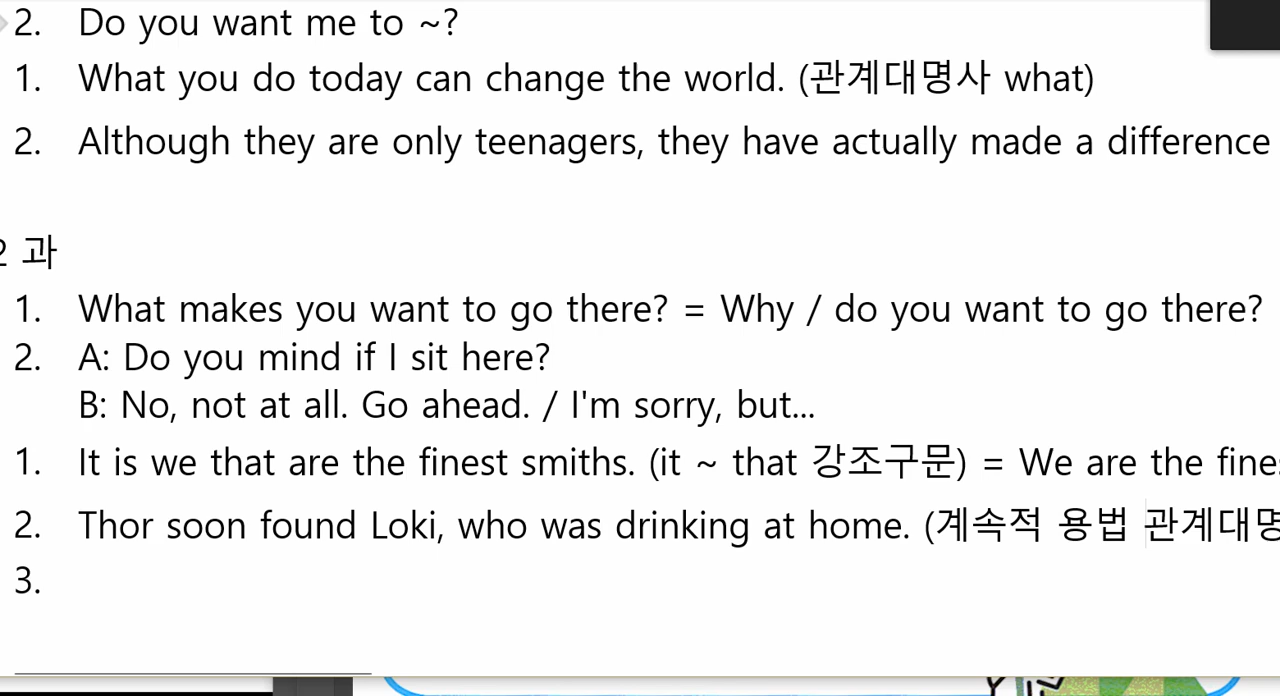 2. Do you want me to ~?
1. What you do today can change the world. (관계대명사 what)
2. Although they are only teenagers, they have actually made a difference
2 과
1. What makes you want to go there? = Why / do you want to go there?
2. A: Do you mind if I sit here?
B: No, not at all. Go ahead. / I'm sorry, but...
1. It is we that are the finest smiths. (it ~ that 강조구문) = We are the fine
2. Thor soon found Loki, who was drinking at home. (계속적 용법 관계대명
3.